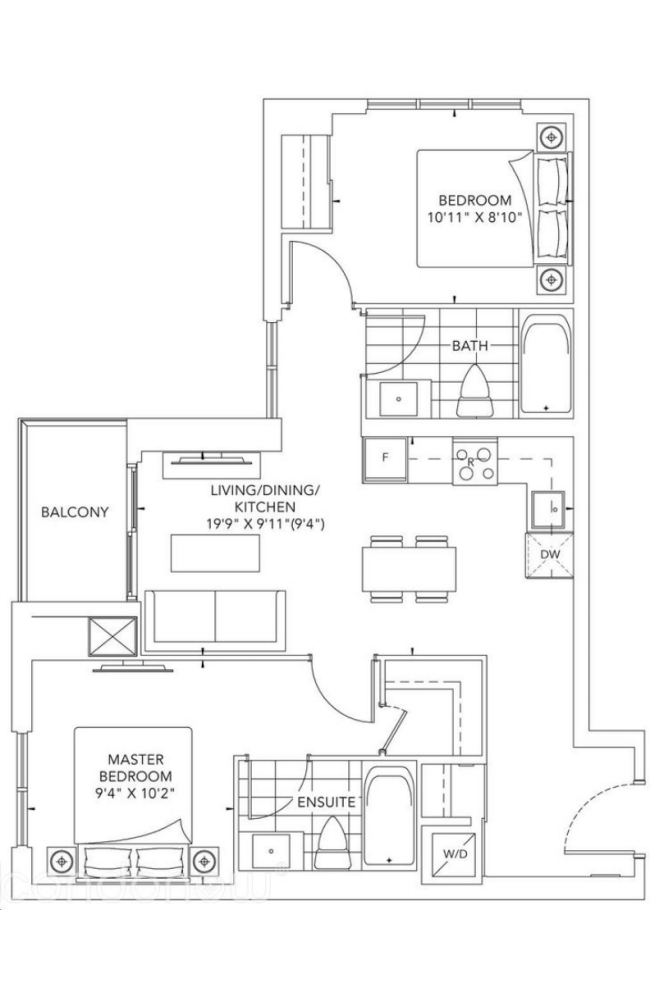 BEDROOM
10'11" X 8'10"
BATH
F
R
LIVING/DINING/
KITCHEN
19'9" X 9'11"(9'4")
BALCONY
DW
MASTER
BEDROOM
9'4" X 10'2"
ENSUITE
W/D
condonow